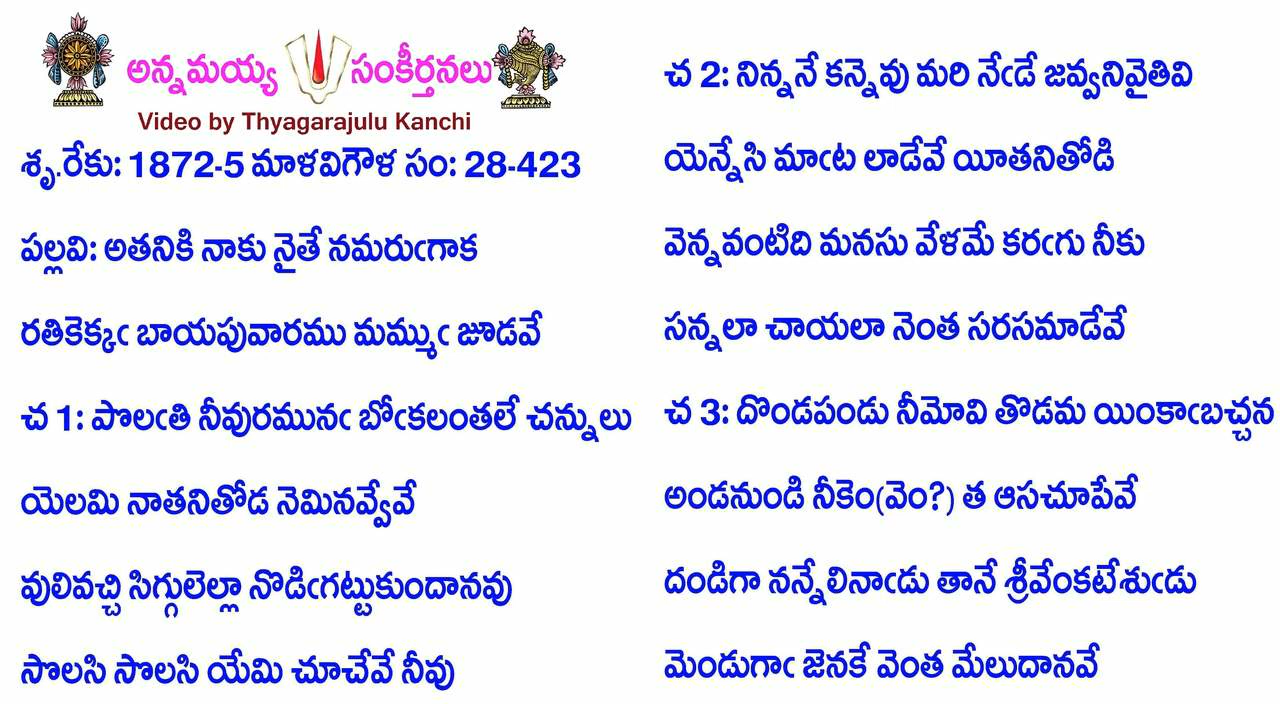 అన్నమయ్య సంకీర్తనలు
Video by Thyagarajulu Kanchi
శృ.రేకు: 1872-5 మాళవిగౌళ సం: 28-423
పల్లవి: అతనికి నాకు నైతే నమరుఁగాక
రతికెక్కఁ బాయపువారము మమ్ముఁ జూడవే
చ 1: పొలఁతి నీవురమునఁ బోఁకలంతలే చన్నులు
యెలమి నాతనితోడ నెమినవ్వేవే
వులివచ్చి సిగ్గులెల్లా నొడిఁగట్టుకుందానవు
సొలసి సొలసి యేమి చూచేవే నీవు
చ 2: నిన్ననే కన్నెవు మరి నేఁడే జవ్వనివైతివి
యెన్నేసి మాఁట లాడేవే యీతనితోడి
వెన్నవంటిది మనసు వేళమే కరఁగు నీకు
సన్నలా చాయలా నెంత సరసమాడేవే
చ 3: దొండపండు నీమోవి తొడమ యింకాఁబచ్చన
అండనుండి నీకెం(వెం?) త ఆసచూపేవే
దండిగా నన్నేలినాఁడు తానే శ్రీవేంకటేశుఁడు
మెండుగాఁ జెనకే వెంత మేలుదానవే